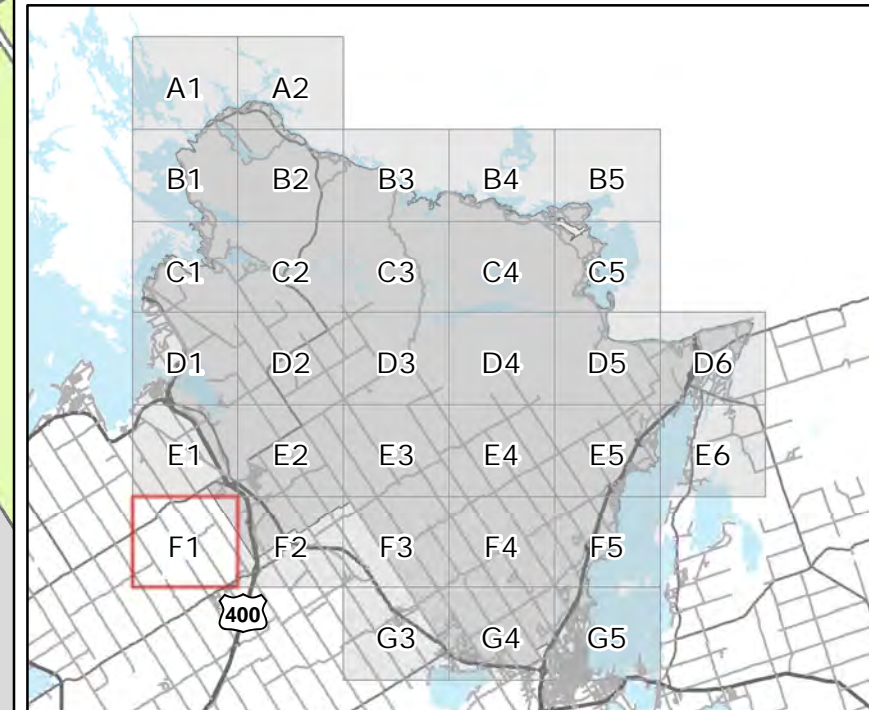 A1 A2
B1 B2 B3 B4 B5
C1 C2 C3 C4 C5
D1 D2 D3 D4 D5 D6
E1 E2 E3 E4 E5 E6
F1 F2 F3 F4 F5
400
G3 G4 G5